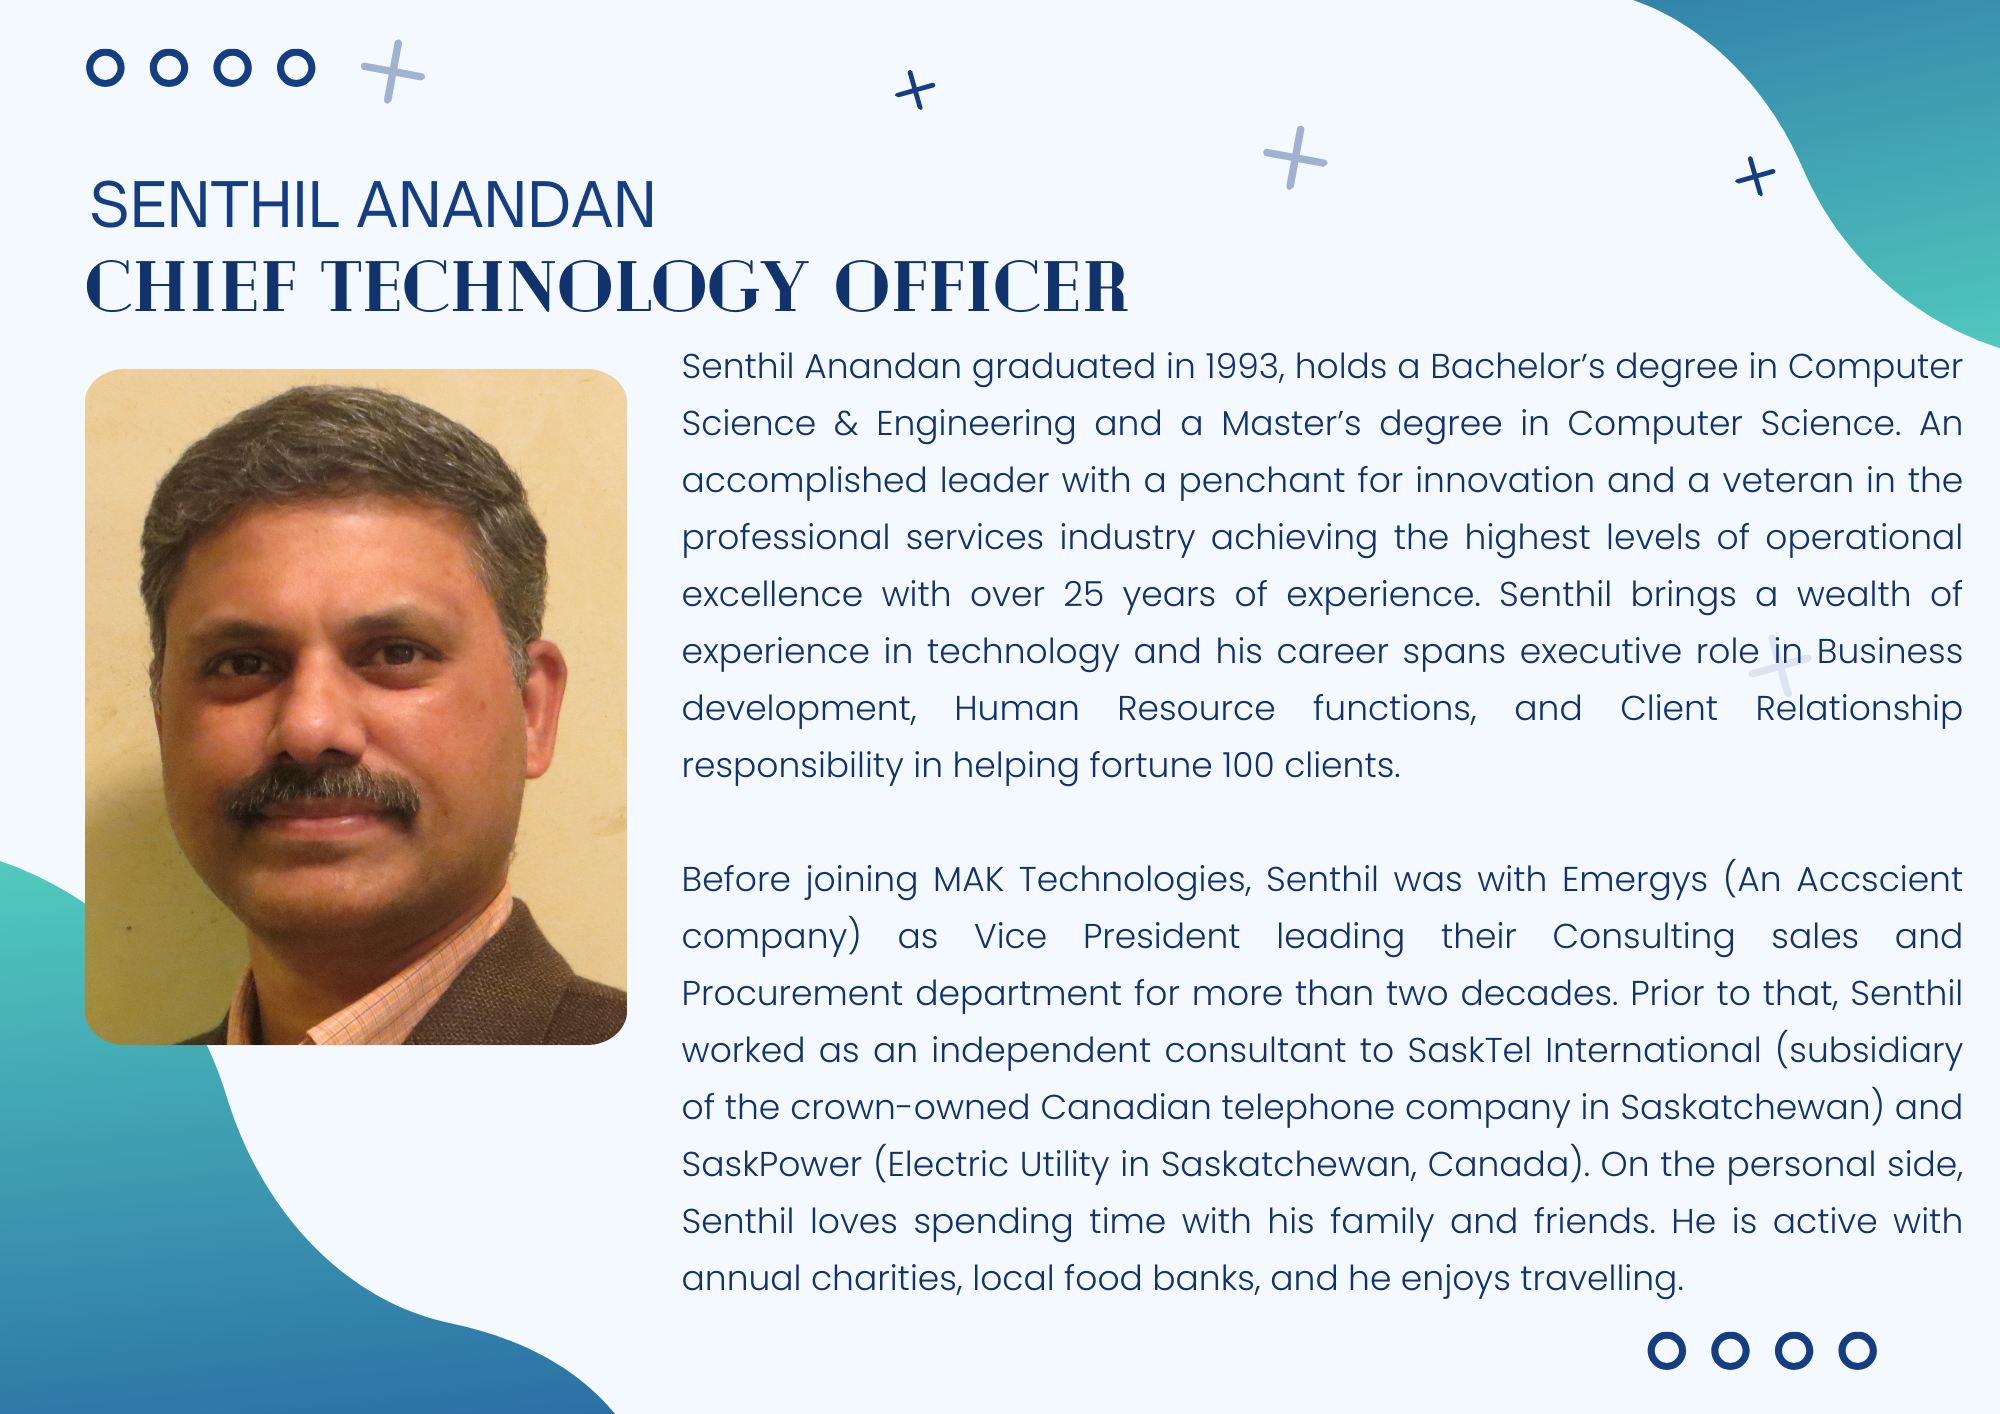 SENTHIL ANANDAN
CHIEF TECHNOLOGY OFFICER
Senthil Anandan graduated in 1993, holds a Bachelor’s degree in Computer
Science & Engineering and a Master’s degree in Computer Science. An
accomplished leader with a penchant for innovation and a veteran in the
professional services industry achieving the highest levels of operational
excellence with over 25 years of experience. Senthil brings a wealth of
experience in technology and his career spans executive role in Business
development, Human Resource functions, and Client Relationship
responsibility in helping fortune 100 clients.
Before joining MAK Technologies, Senthil was with Emergys (An Accscient
company) as Vice President leading their Consulting sales and
Procurement department for more than two decades. Prior to that, Senthil
worked as an independent consultant to SaskTel International (subsidiary
of the crown-owned Canadian telephone company in Saskatchewan) and
SaskPower (Electric Utility in Saskatchewan, Canada). On the personal side,
Senthil loves spending time with his family and friends. He is active with
annual charities, local food banks, and he enjoys travelling.